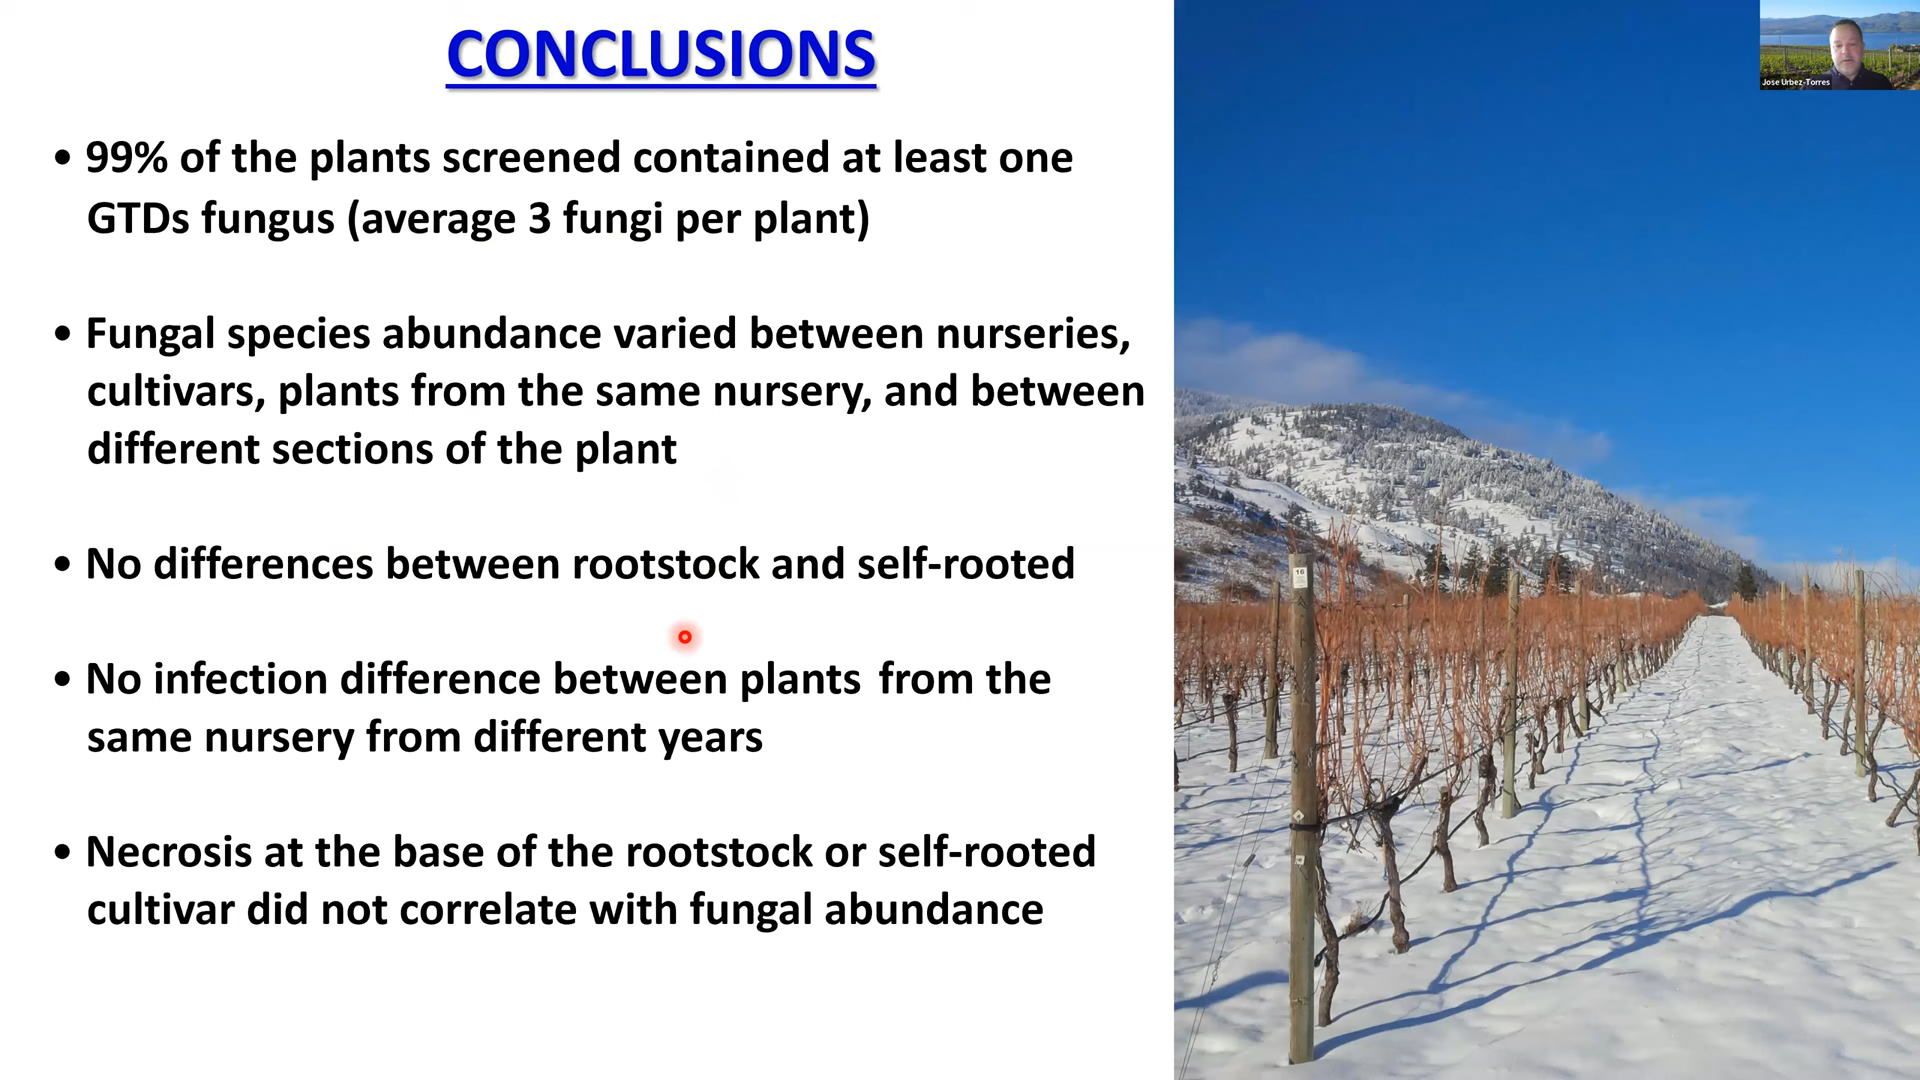 CONCLUSIONS
Jose Urbez-Torres
• 99% of the plants screened contained at least one
GTDs fungus (average 3 fungi per plant)
• Fungal species abundance varied between nurseries,
cultivars, plants from the same nursery, and between
different sections of the plant
• No differences between rootstock and self-rooted
16
• No infection difference between plants from the
same nursery from different years
• Necrosis at the base of the rootstock or self-rooted
cultivar did not correlate with fungal abundance